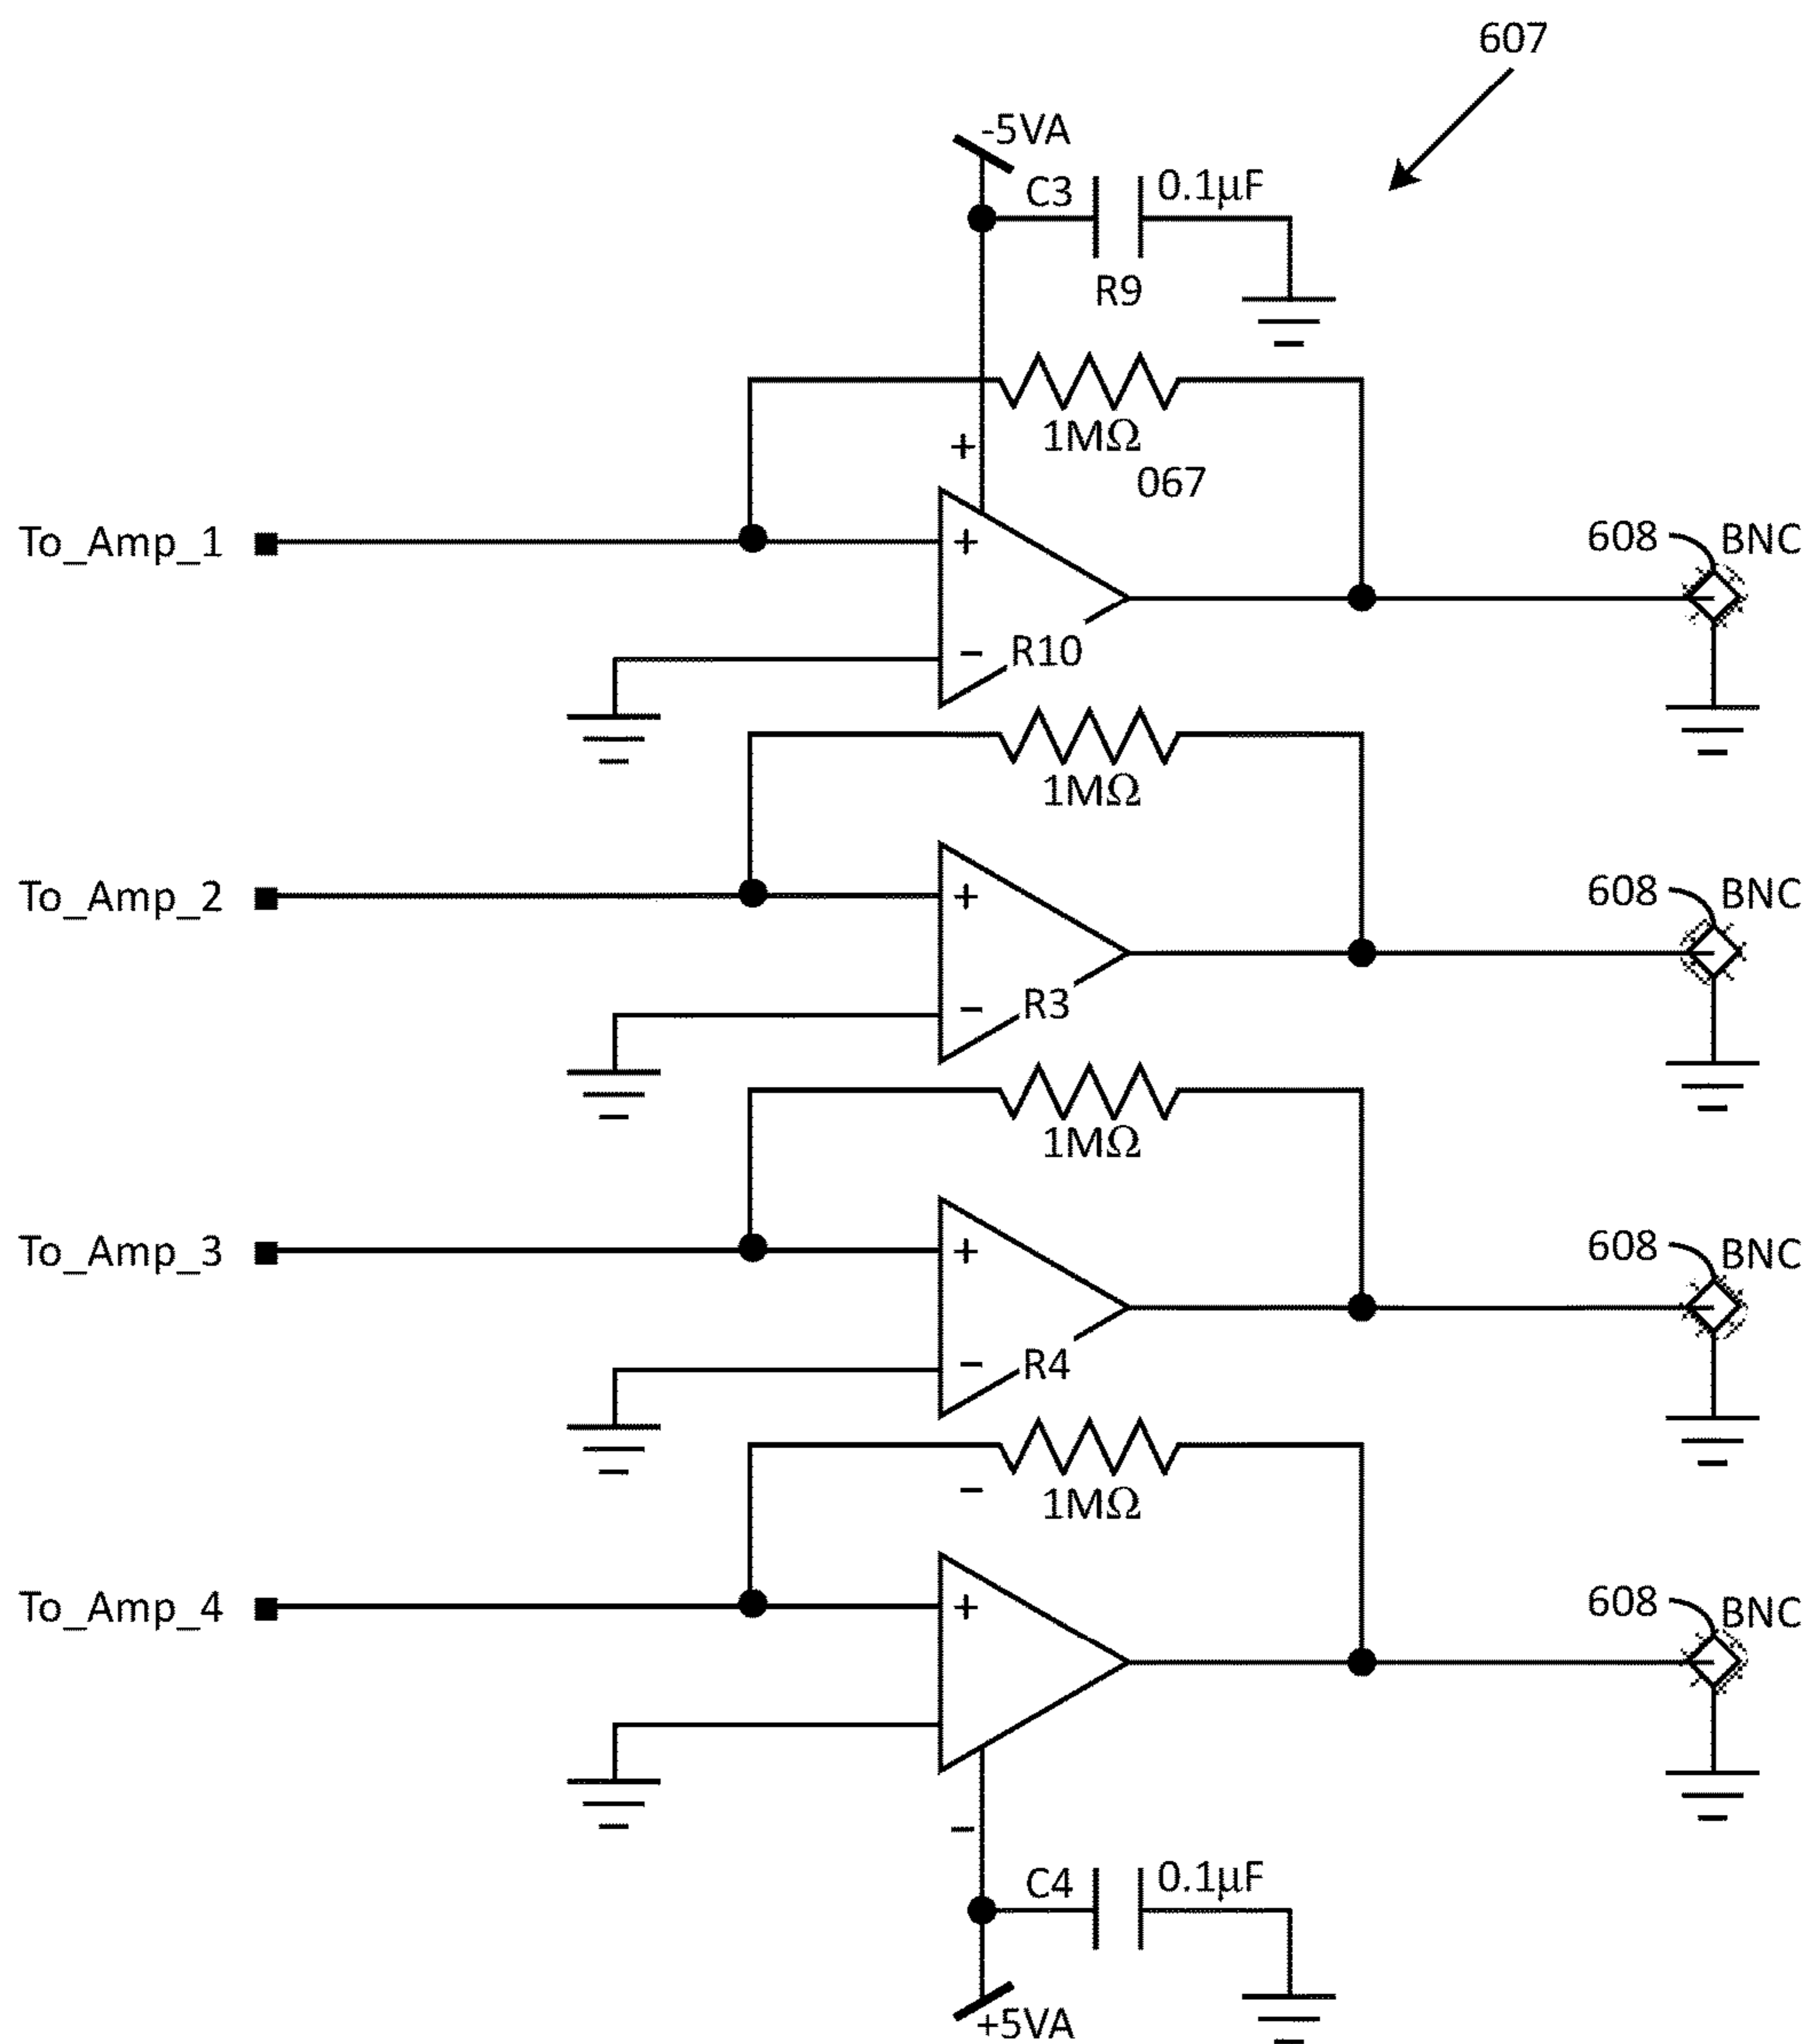 607
-5VA
C3 0.1µF
R9
1MΩ
+
067
To_Amp_1 + 608 BNC
− R10
1MΩ
To_Amp_2 + 608 BNC
− R3
1MΩ
To_Amp_3 + 608 BNC
− R4
− 1MΩ
To_Amp_4 + 608 BNC
−
C4 0.1µF
+5VA